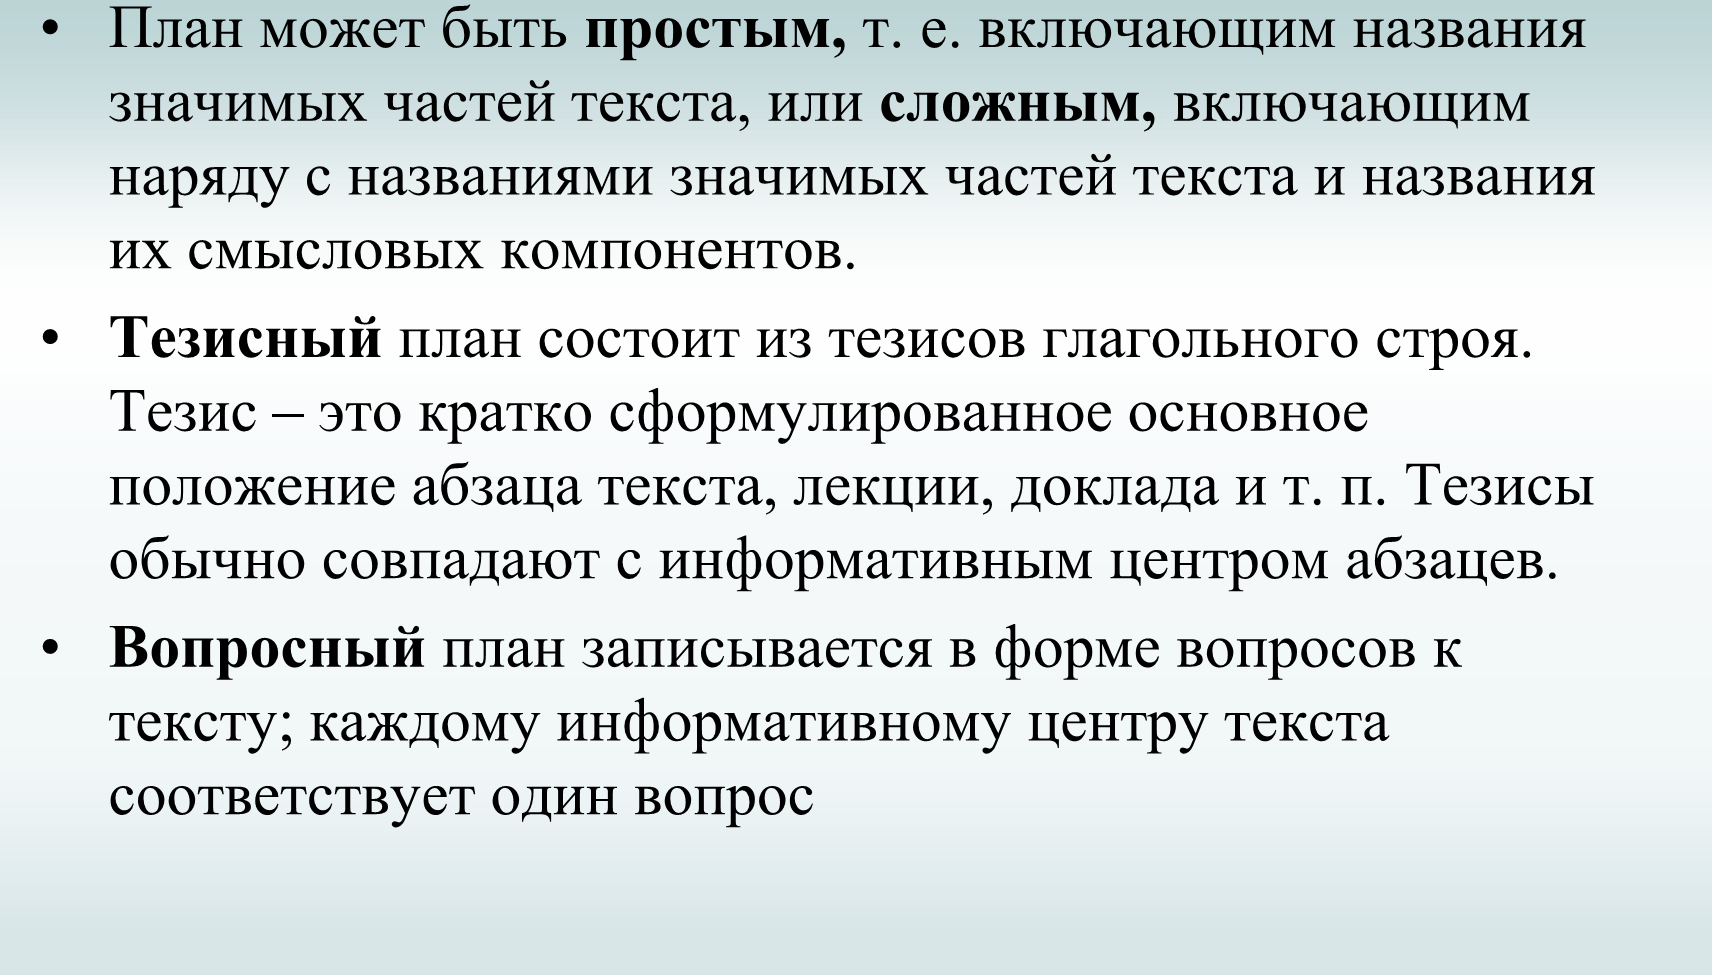 • План может быть простым, т. е. включающим названия
значимых частей текста, или сложным, включающим
наряду с названиями значимых частей текста и названия
их смысловых компонентов.
• Тезисный план состоит из тезисов глагольного строя.
Тезис – это кратко сформулированное основное
положение абзаца текста, лекции, доклада и т. п. Тезисы
обычно совпадают с информативным центром абзацев.
• Вопросный план записывается в форме вопросов к
тексту; каждому информативному центру текста
соответствует один вопрос